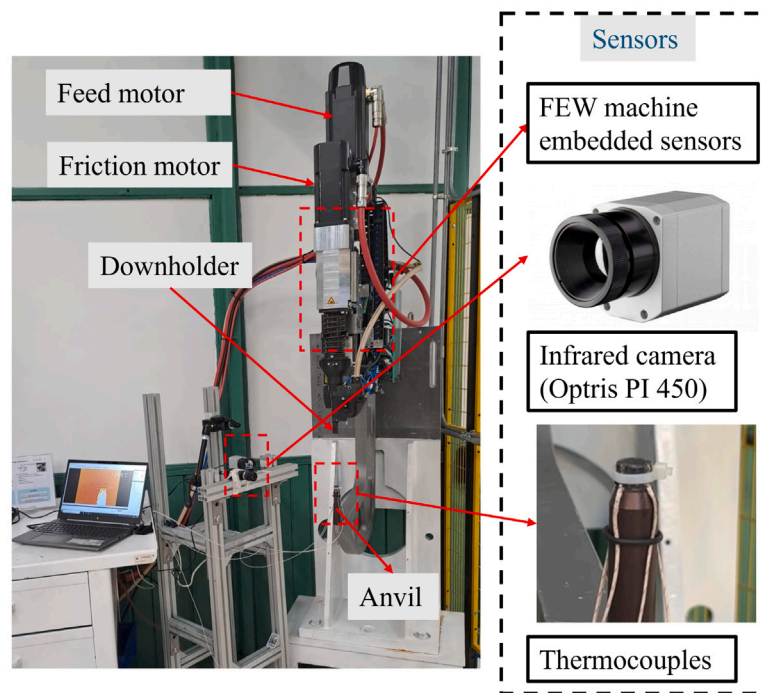 Sensors
Feed motor
FEW machine
embedded sensors
Friction motor
Downholder
Infrared camera
(Optris PI 450)
Anvil
Thermocouples